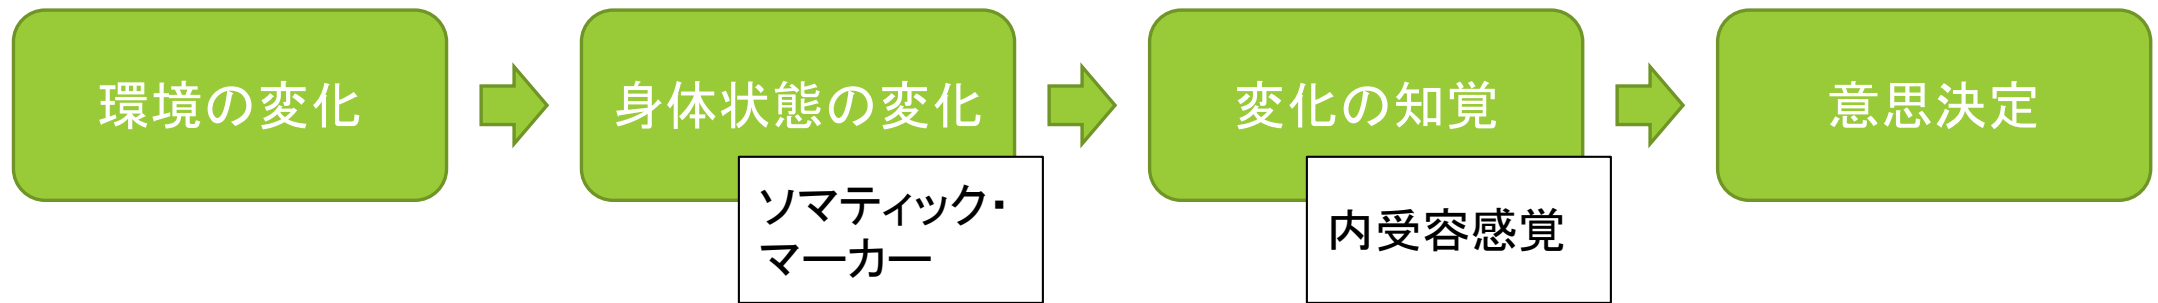 環境の変化
身体状態の変化
ソマティック・
マーカー
変化の知覚
内受容感覚
意思決定